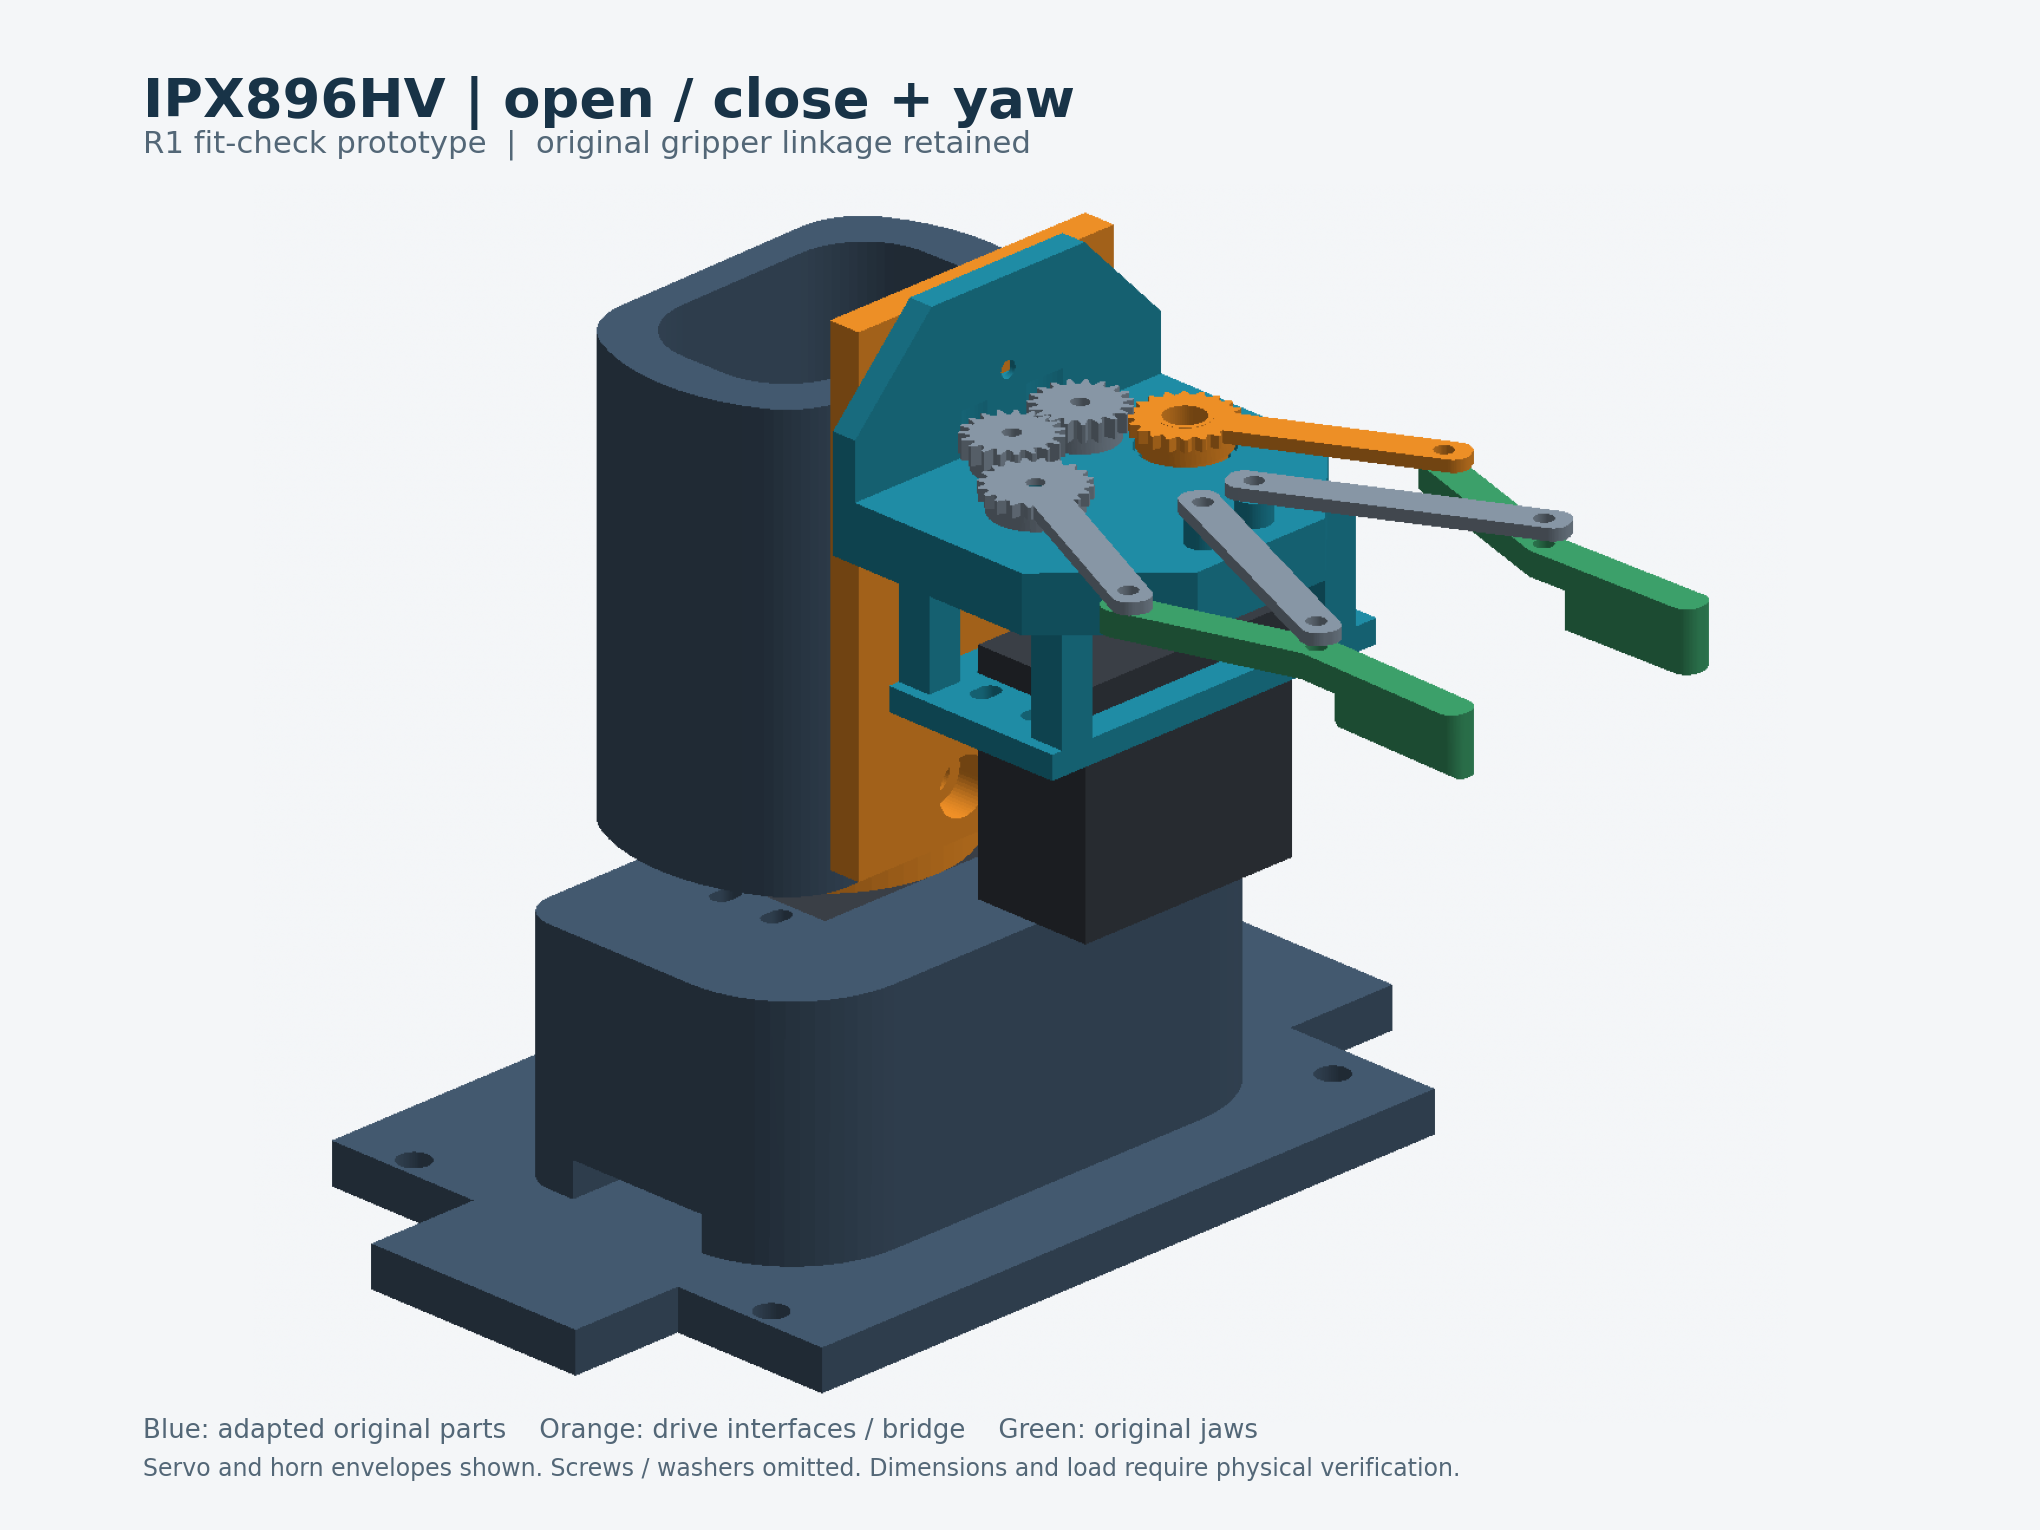 IPX896HV | open / close + yaw
R1 fit-check prototype | original gripper linkage retained
Blue: adapted original parts Orange: drive interfaces / bridge Green: original jaws
Servo and horn envelopes shown. Screws / washers omitted. Dimensions and load require physical verification.